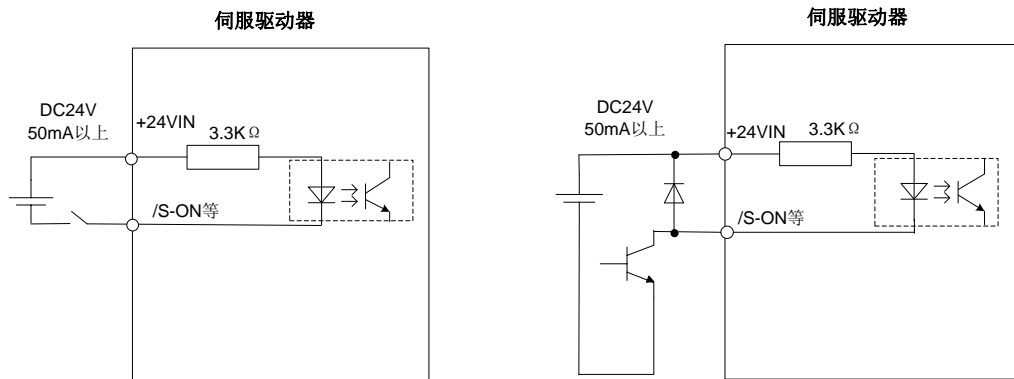 伺服驱动器
DC24V
50mA以上
+24VIN
3.3KΩ
/S-ON等
伺服驱动器
DC24V
50mA以上
+24VIN
3.3KΩ
/S-ON等